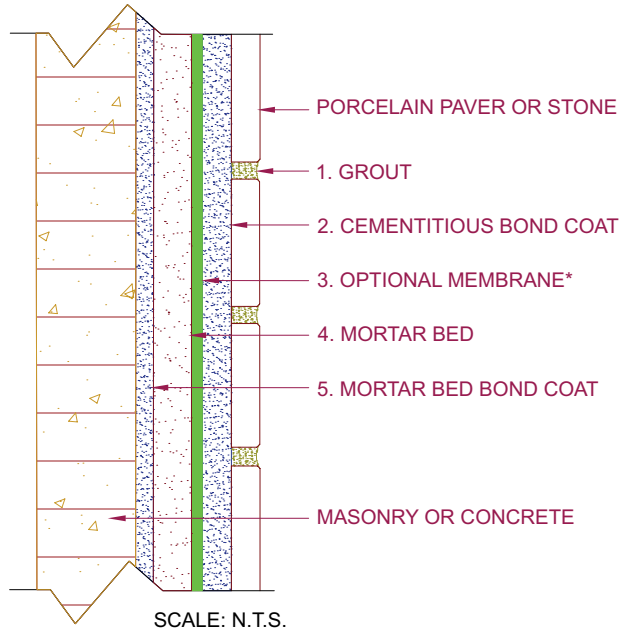 PORCELAIN PAVER OR STONE
1. GROUT
2. CEMENTITIOUS BOND COAT
3. OPTIONAL MEMBRANE*
4. MORTAR BED
5. MORTAR BED BOND COAT
MASONRY OR CONCRETE
SCALE: N.T.S.